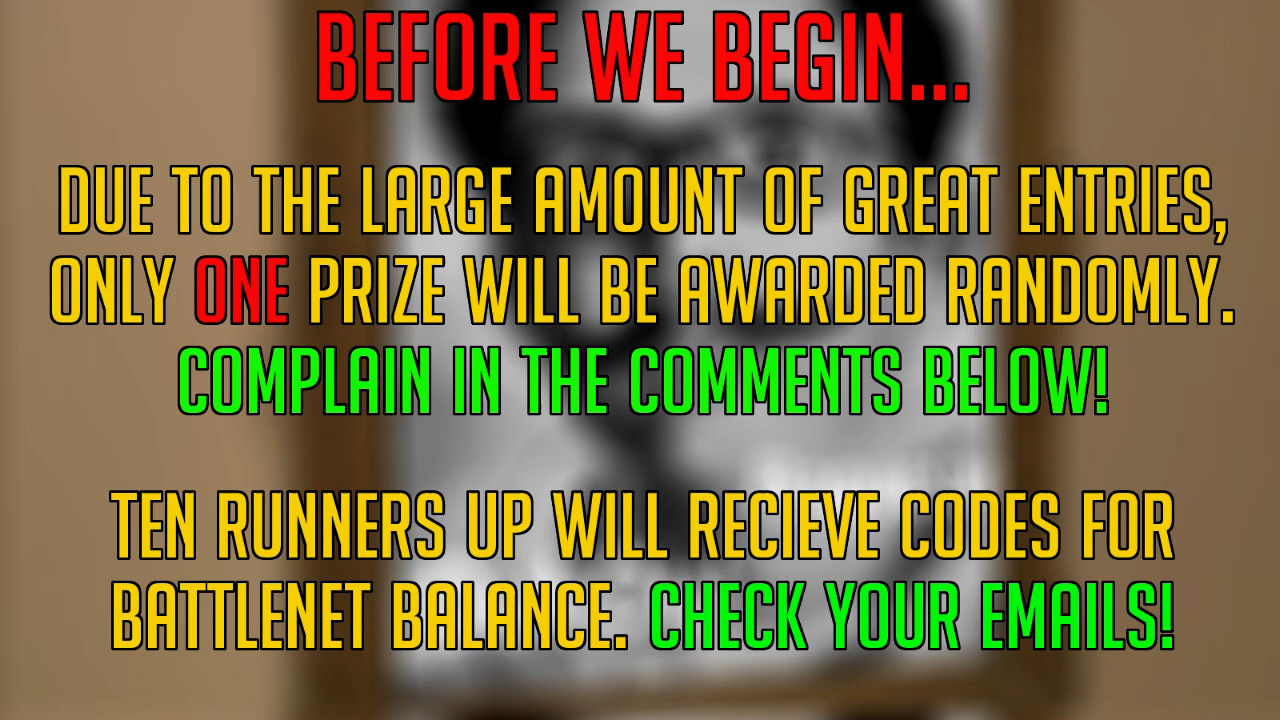 BEFORE WE BEGIN...
DUE TO THE LARGE AMOUNT OF GREAT ENTRIES,
ONLY ONE PRIZE WILL BE AWARDED RANDOMLY.
COMPLAIN IN THE COMMENTS BELOW!
TEN RUNNERS UP WILL RECIEVE CODES FOR
BATTLENET BALANCE. CHECK YOUR EMAILS!